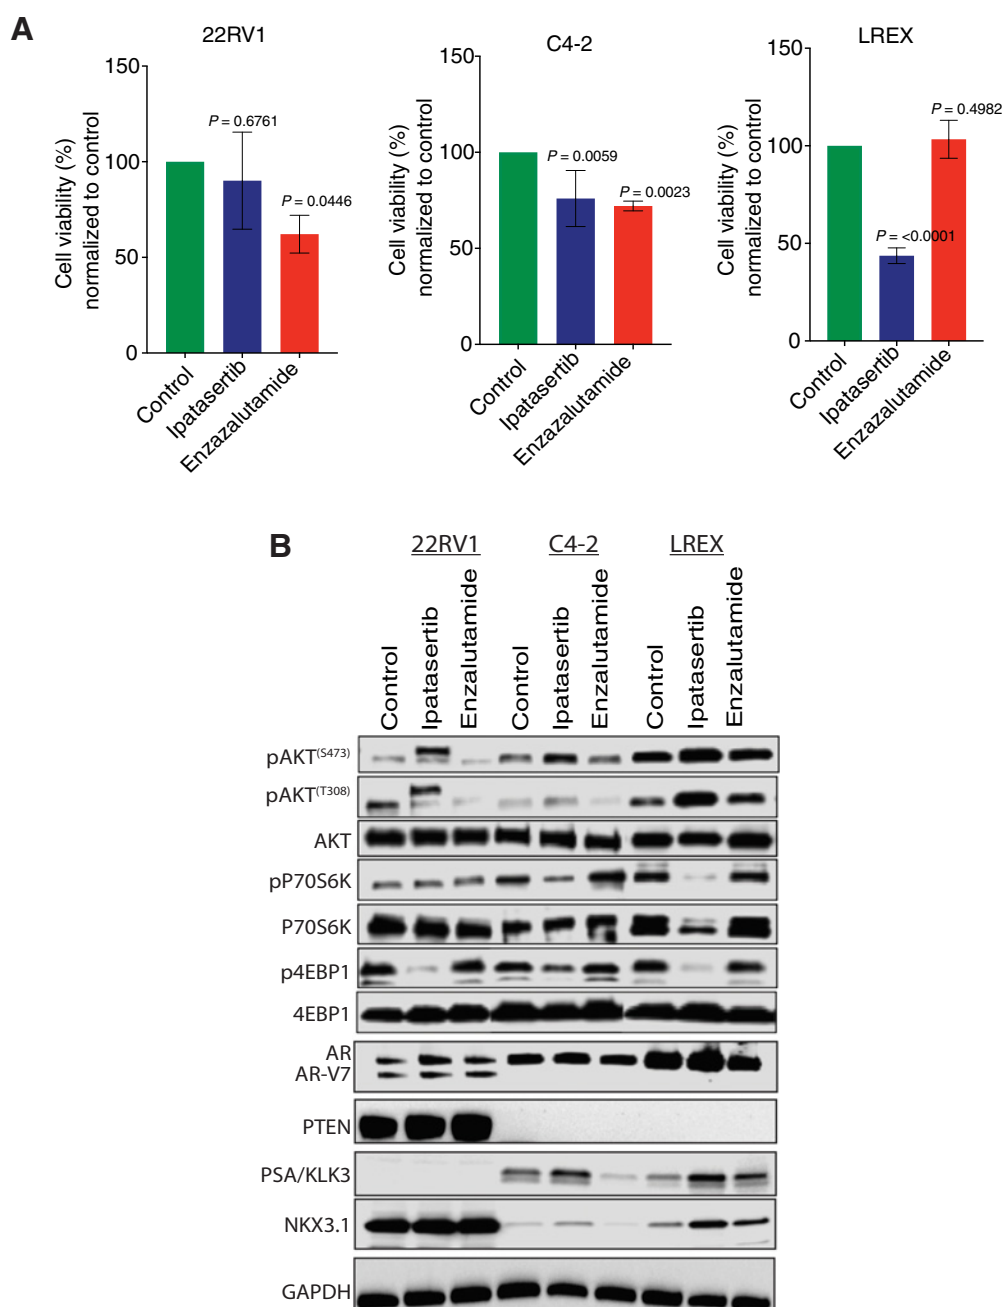 A
22RV1
C4-2
LREX
Cell viability (%)
normalized to control
150
100
50
0
P = 0.6761
P = 0.0446
Control
Ipatasertib
Enzazalutamide
Cell viability (%)
normalized to control
150
100
50
0
P = 0.0059
P = 0.0023
Control
Ipatasertib
Enzazalutamide
Cell viability (%)
normalized to control
150
100
50
0
P = <0.0001
P = 0.4982
Control
Ipatasertib
Enzazalutamide
B
22RV1 C4-2 LREX
Control Ipatasertib Enzalutamide Control Ipatasertib Enzalutamide Control Ipatasertib Enzalutamide
pAKT(S473)
pAKT(T308)
AKT
pP70S6K
P70S6K
p4EBP1
4EBP1
AR
AR-V7
PTEN
PSA/KLK3
NKX3.1
GAPDH